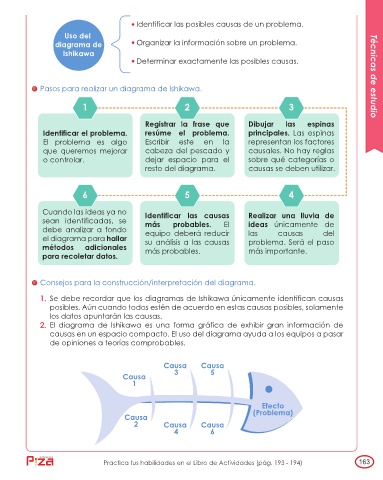 Uso del
diagrama de
Ishikawa
• Identificar las posibles causas de un problema.
• Organizar la información sobre un problema.
• Determinar exactamente las posibles causas.
Técnicas de estudio
Pasos para realizar un diagrama de Ishikawa.
1
Identificar el problema.
El problema es algo
que queremos mejorar
o controlar.
2
Registrar la frase que
resúme el problema.
Escribir este en la
cabeza del pescado y
dejar espacio para el
resto del diagrama.
3
Dibujar las espinas
principales. Las espinas
representan los factores
causales. No hay reglas
sobre qué categorías o
causas se deben utilizar.
6
Cuando las ideas ya no
sean identificadas, se
debe analizar a fondo
el diagrama para hallar
métodos adicionales
para recoletar datos.
5
Identificar las causas
más probables. El
equipo deberá reducir
su análisis a las causas
más probables.
4
Realizar una lluvia de
ideas únicamente de
las causas del
problema. Será el paso
más importante.
Consejos para la construcción/interpretación del diagrama.
1. Se debe recordar que los diagramas de Ishikawa únicamente identifican causas
posibles. Aún cuando todos estén de acuerdo en estas causas posibles, solamente
los datos apuntarán las causas.
2. El diagrama de Ishikawa es una forma gráfica de exhibir gran información de
causas en un espacio compacto. El uso del diagrama ayuda a los equipos a pasar
de opiniones a teorías comprobables.
Causa
1
Causa
3
Causa
5
Efecto
(Problema)
Causa
2
Causa
4
Causa
6
Piza
Practica tus habilidades en el Libro de Actividades (pág. 193 - 194)
163